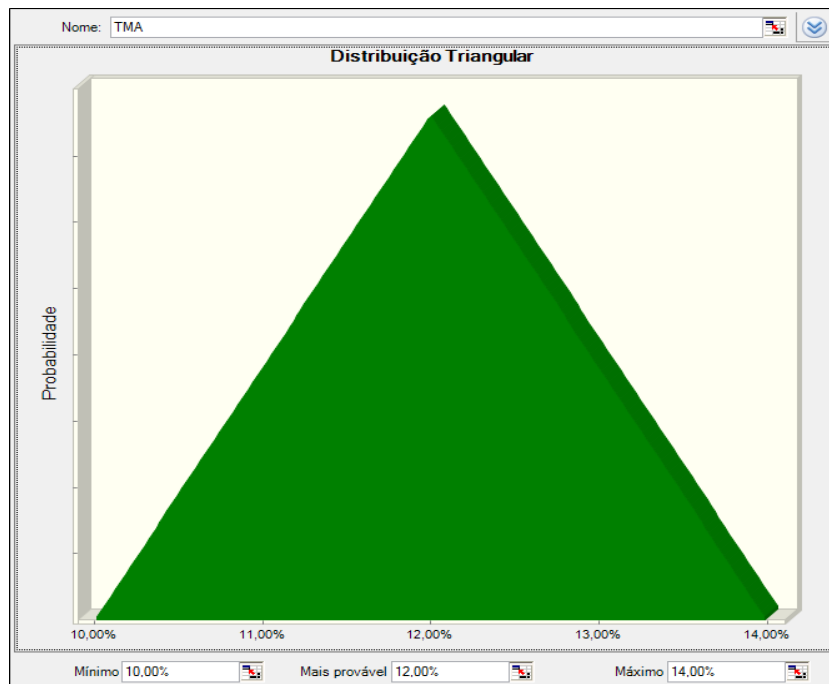 Nome: TMA
Distribuição Triangular
Probabilidade
10,00% 11,00% 12,00% 13,00% 14,00%
Mínimo 10,00% Mais provável 12,00% Máximo 14,00%